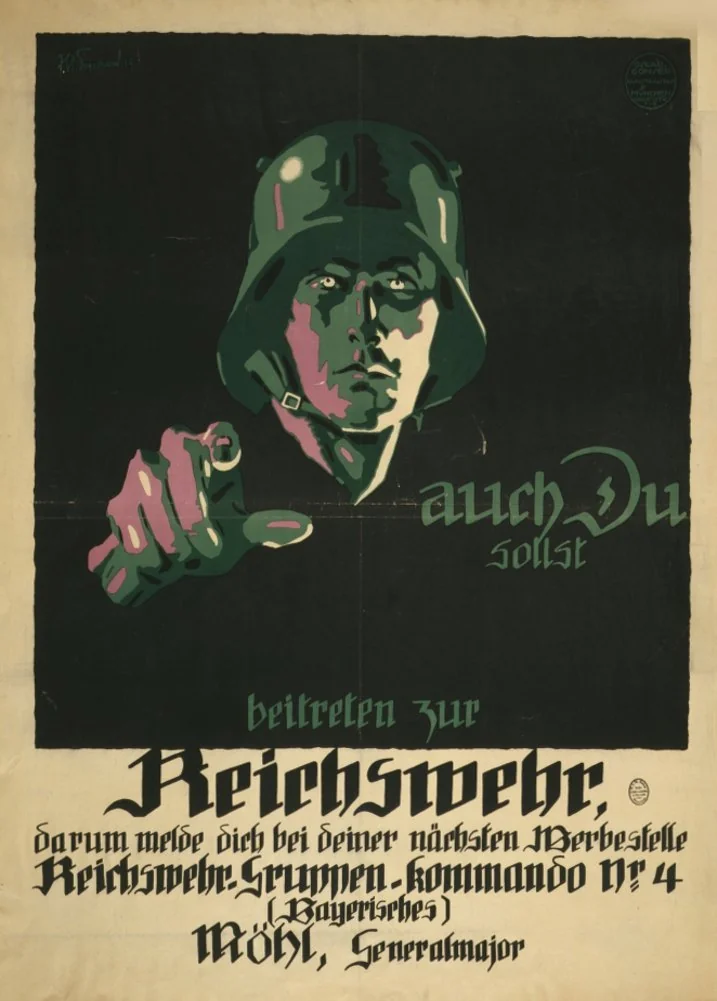 auch Du
sollst
beitreten zur
Reichswehr,
darum melde dich bei deiner nächsten Werbestelle
Reichswehr-Gruppen-kommando Nr. 4
(Bayerisches)
Möhl, Generalmajor